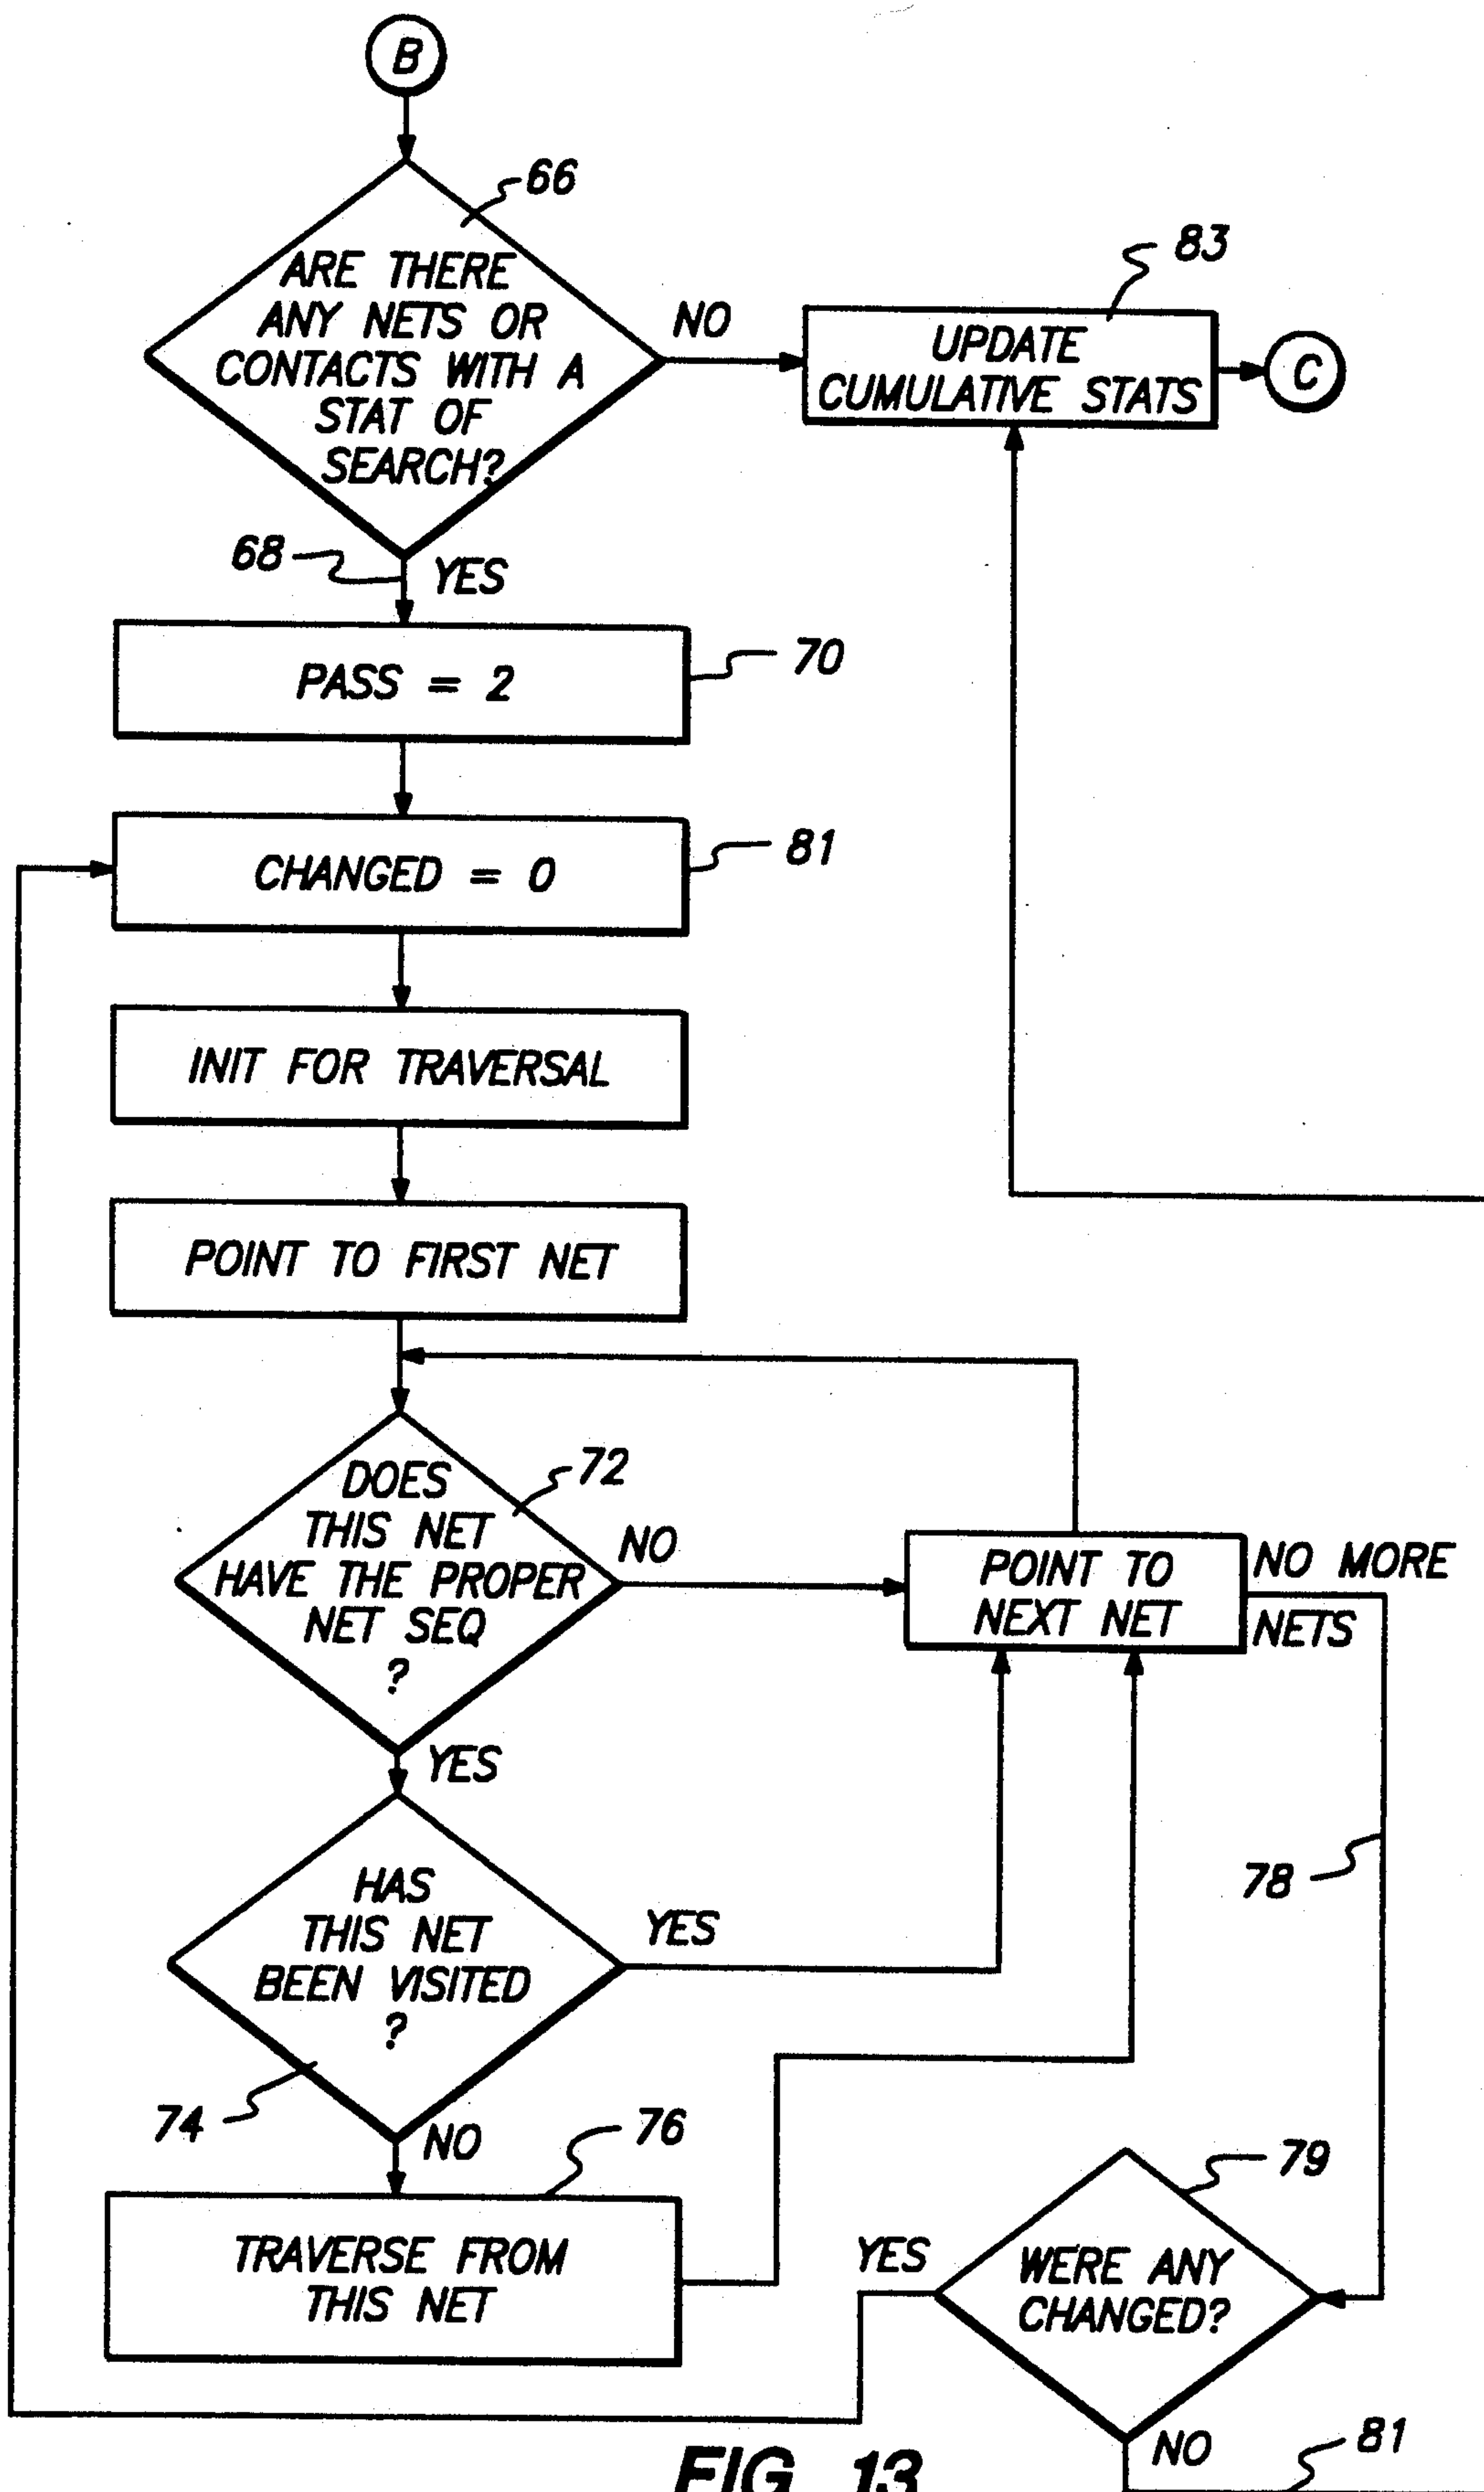 B
66
ARE THERE
ANY NETS OR
CONTACTS WITH A
STAT OF
SEARCH?
NO
83
UPDATE
CUMULATIVE STATS
C
68
YES
PASS = 2
70
CHANGED = 0
81
INIT FOR TRAVERSAL
POINT TO FIRST NET
72
DOES
THIS NET
HAVE THE PROPER
NET SEQ
?
NO
POINT TO
NEXT NET
NO MORE
NETS
YES
HAS
THIS NET
BEEN VISITED
?
YES
78
74
NO
76
TRAVERSE FROM
THIS NET
79
YES
WERE ANY
CHANGED?
NO
81
FIG. 13